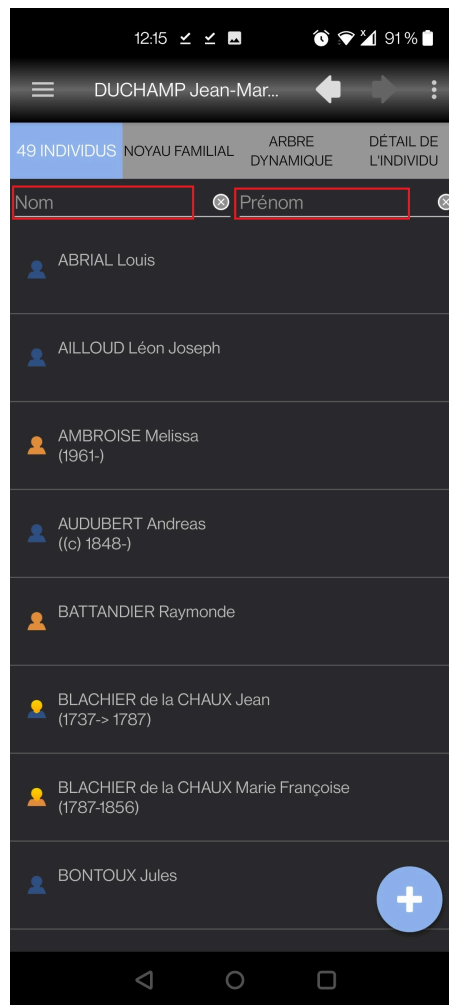 12:15 91 %
DUCHAMP Jean-Mar...
49 INDIVIDUS NOYAU FAMILIAL ARBRE DYNAMIQUE DÉTAIL DE L'INDIVIDU
Nom Prénom
ABRIAL Louis
AILLOUD Léon Joseph
AMBROISE Melissa
(1961-)
AUDUBERT Andreas
((c) 1848-)
BATTANDIER Raymonde
BLACHIER de la CHAUX Jean
(1737-> 1787)
BLACHIER de la CHAUX Marie Françoise
(1787-1856)
BONTOUX Jules